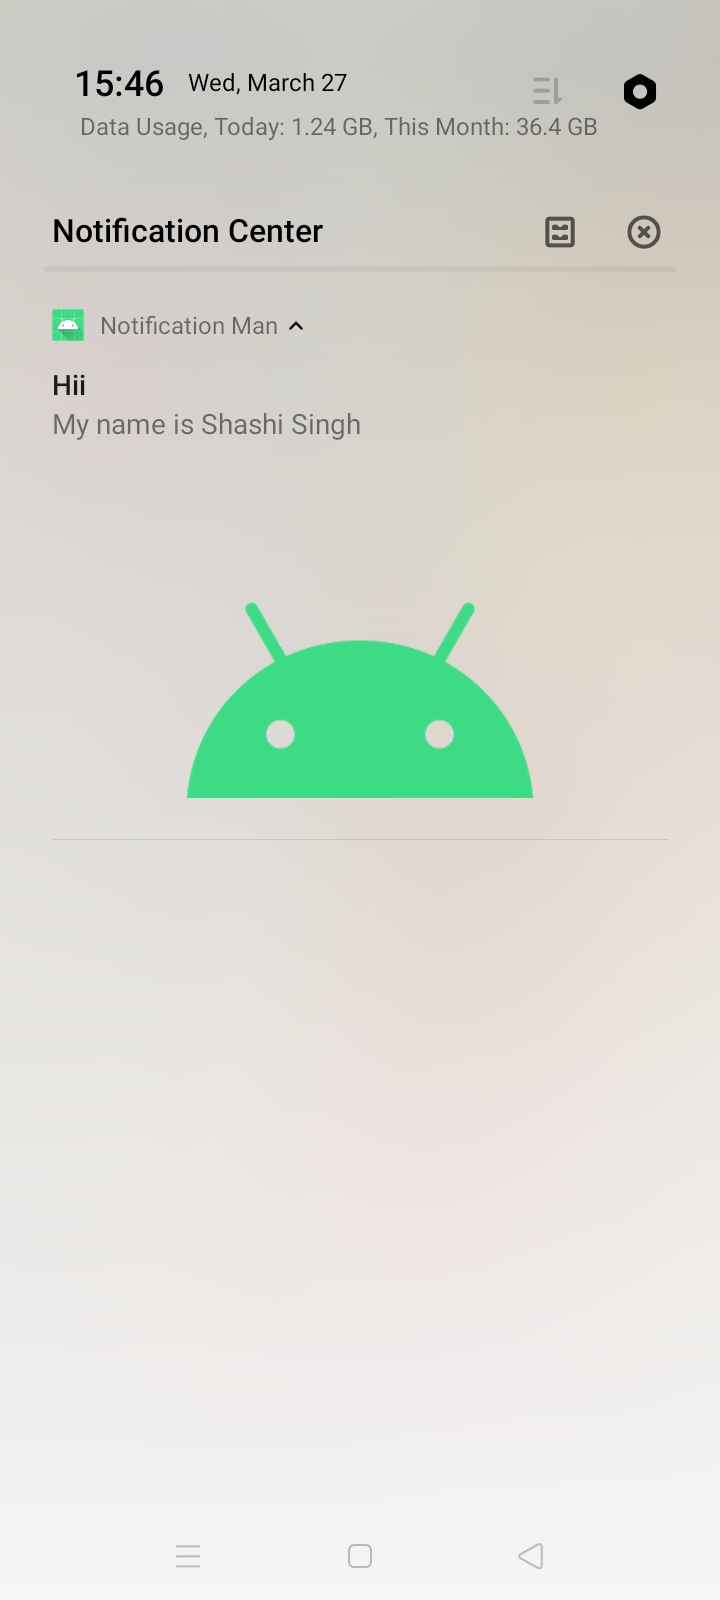 15:46 Wed, March 27
Data Usage, Today: 1.24 GB, This Month: 36.4 GB
Notification Center
Notification Man
Hii
My name is Shashi Singh